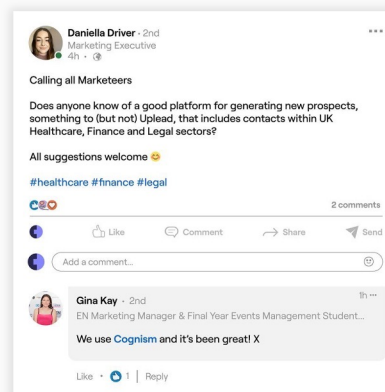 Daniella Driver · 2nd
Marketing Executive
4h ·
Calling all Marketeers
Does anyone know of a good platform for generating new prospects,
something to (but not) Uplead, that includes contacts within UK
Healthcare, Finance and Legal sectors?
All suggestions welcome 😊
#healthcare #finance #legal
2 comments
Like Comment Share Send
Add a comment...
Gina Kay · 2nd 1h
EN Marketing Manager & Final Year Events Management Student...
We use Cognism and it's been great! X
Like · 1 | Reply